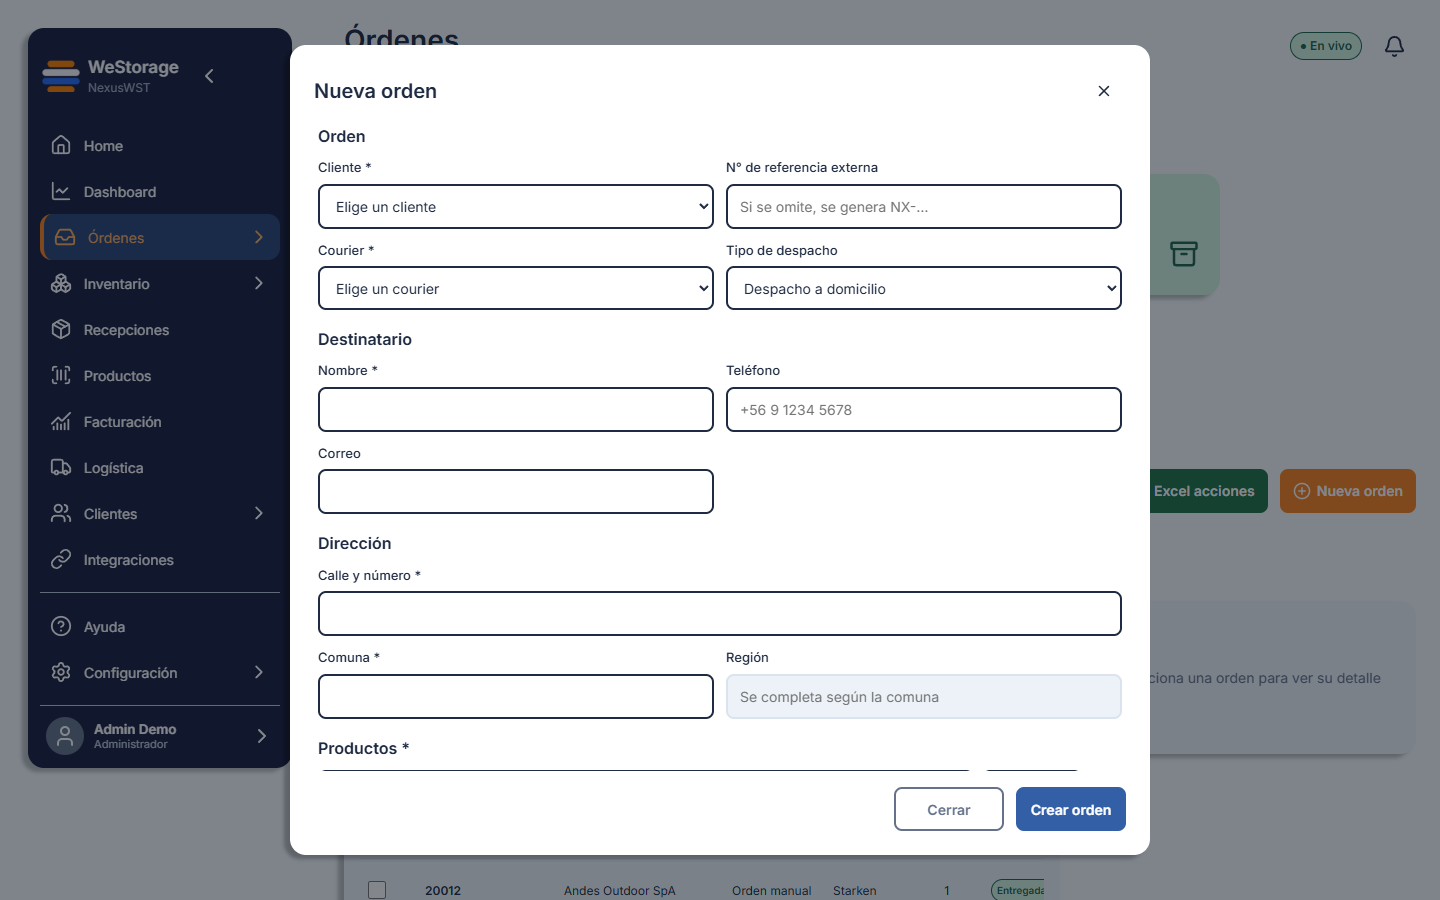 Órdenes
En vivo
WeStorage
NexusWST
Home
Dashboard
Órdenes
Inventario
Recepciones
Productos
Facturación
Logística
Clientes
Integraciones
Ayuda
Configuración
Admin Demo
Administrador
Nueva orden
Orden
Cliente *
N° de referencia externa
Elige un cliente
Si se omite, se genera NX-...
Courier *
Tipo de despacho
Elige un courier
Despacho a domicilio
Destinatario
Nombre *
Teléfono
+56 9 1234 5678
Correo
Dirección
Calle y número *
Comuna *
Región
Se completa según la comuna
Productos *
Cerrar
Crear orden
Excel acciones
Nueva orden
ciona una orden para ver su detalle
20012
Andes Outdoor SpA
Orden manual
Starken
1
Entregada